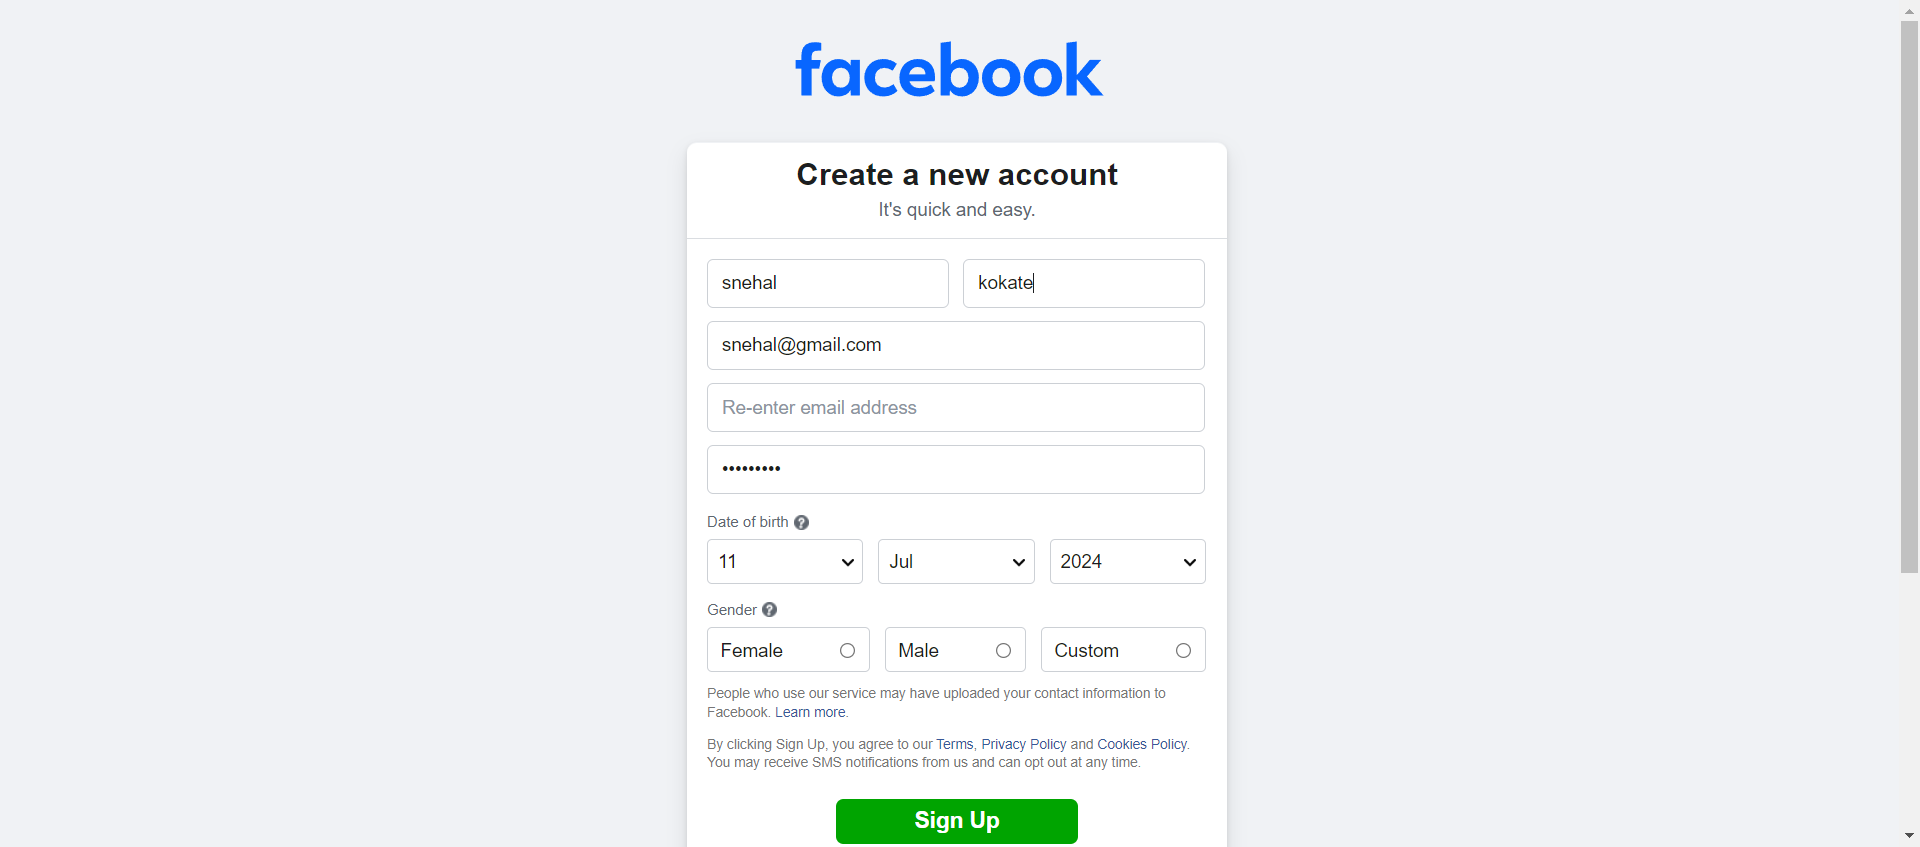 facebook
Create a new account
It's quick and easy.
snehal kokate
snehal@gmail.com
Re-enter email address
•••••••••
Date of birth ?
11 Jul 2024
Gender ?
Female Male Custom
People who use our service may have uploaded your contact information to
Facebook. Learn more.
By clicking Sign Up, you agree to our Terms, Privacy Policy and Cookies Policy.
You may receive SMS notifications from us and can opt out at any time.
Sign Up